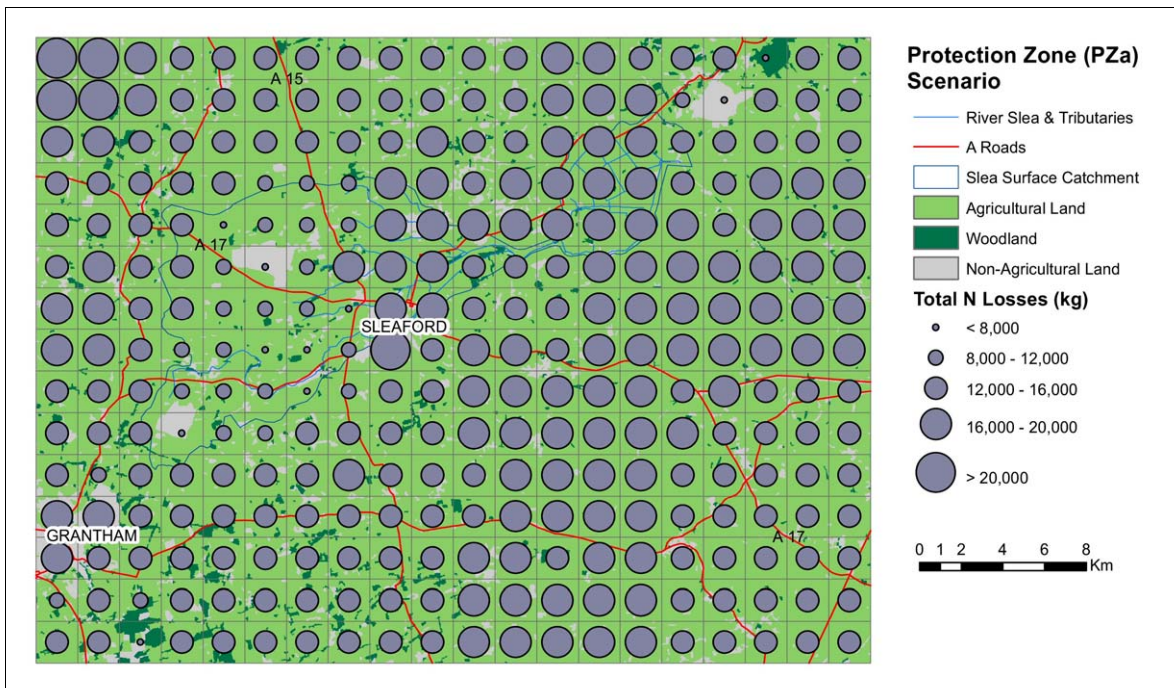 A 15
A 17
SLEAFORD
GRANTHAM
A 17
Protection Zone (PZa)
Scenario
River Slea & Tributaries
A Roads
Slea Surface Catchment
Agricultural Land
Woodland
Non-Agricultural Land
Total N Losses (kg)
< 8,000
8,000 - 12,000
12,000 - 16,000
16,000 - 20,000
> 20,000
0 1 2 4 6 8
Km